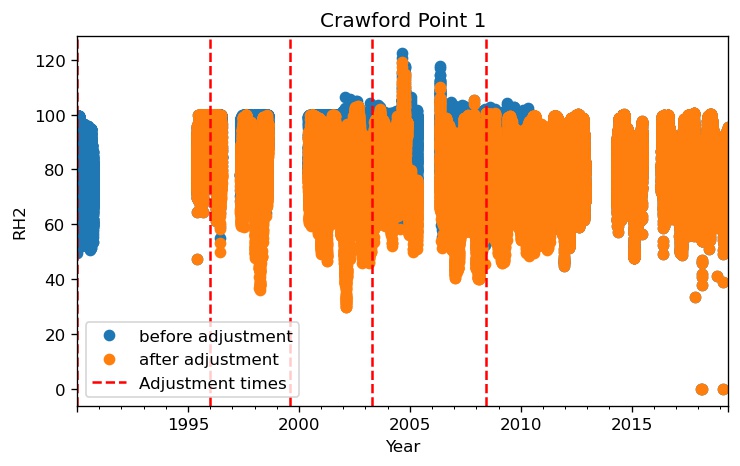 Crawford Point 1
120
100
80
60
40
20
0
RH2
before adjustment
after adjustment
Adjustment times
1995 2000 2005 2010 2015
Year